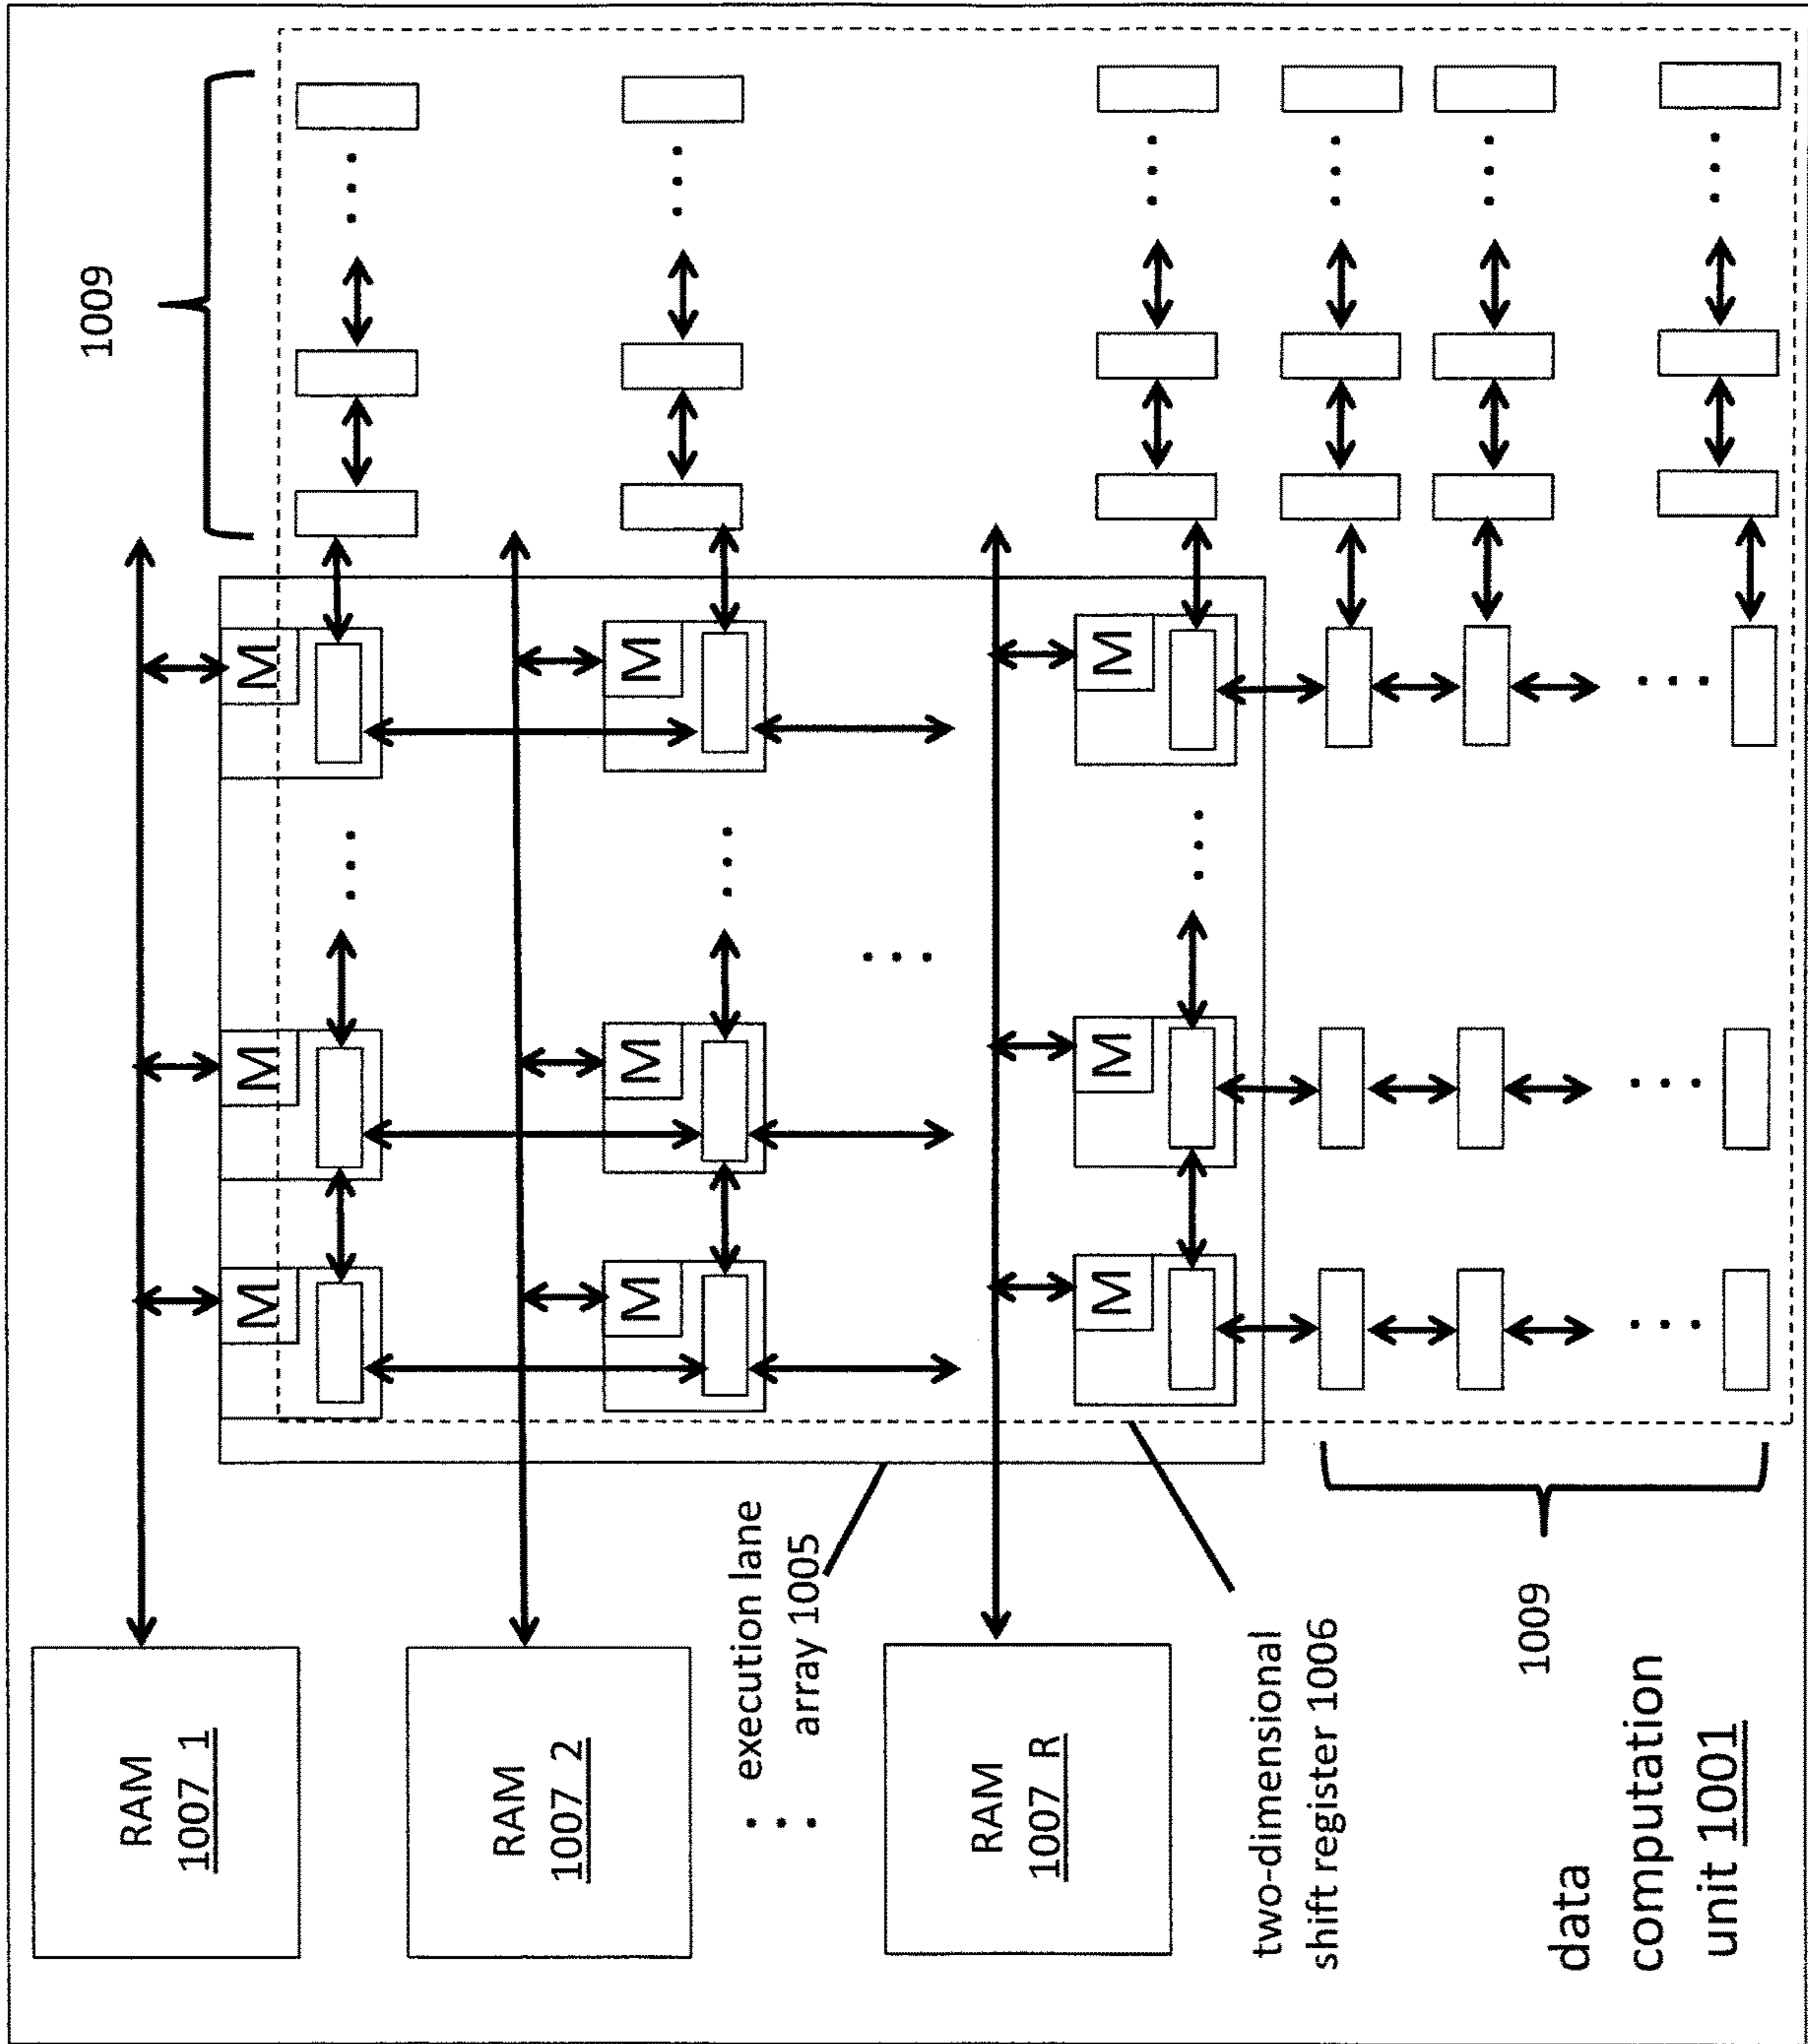 1009
RAM
1007_1
M
M
M
RAM
1007_2
M
M
M
execution lane
array 1005
RAM
1007_R
M
M
M
two-dimensional
shift register 1006
1009
data
computation
unit 1001